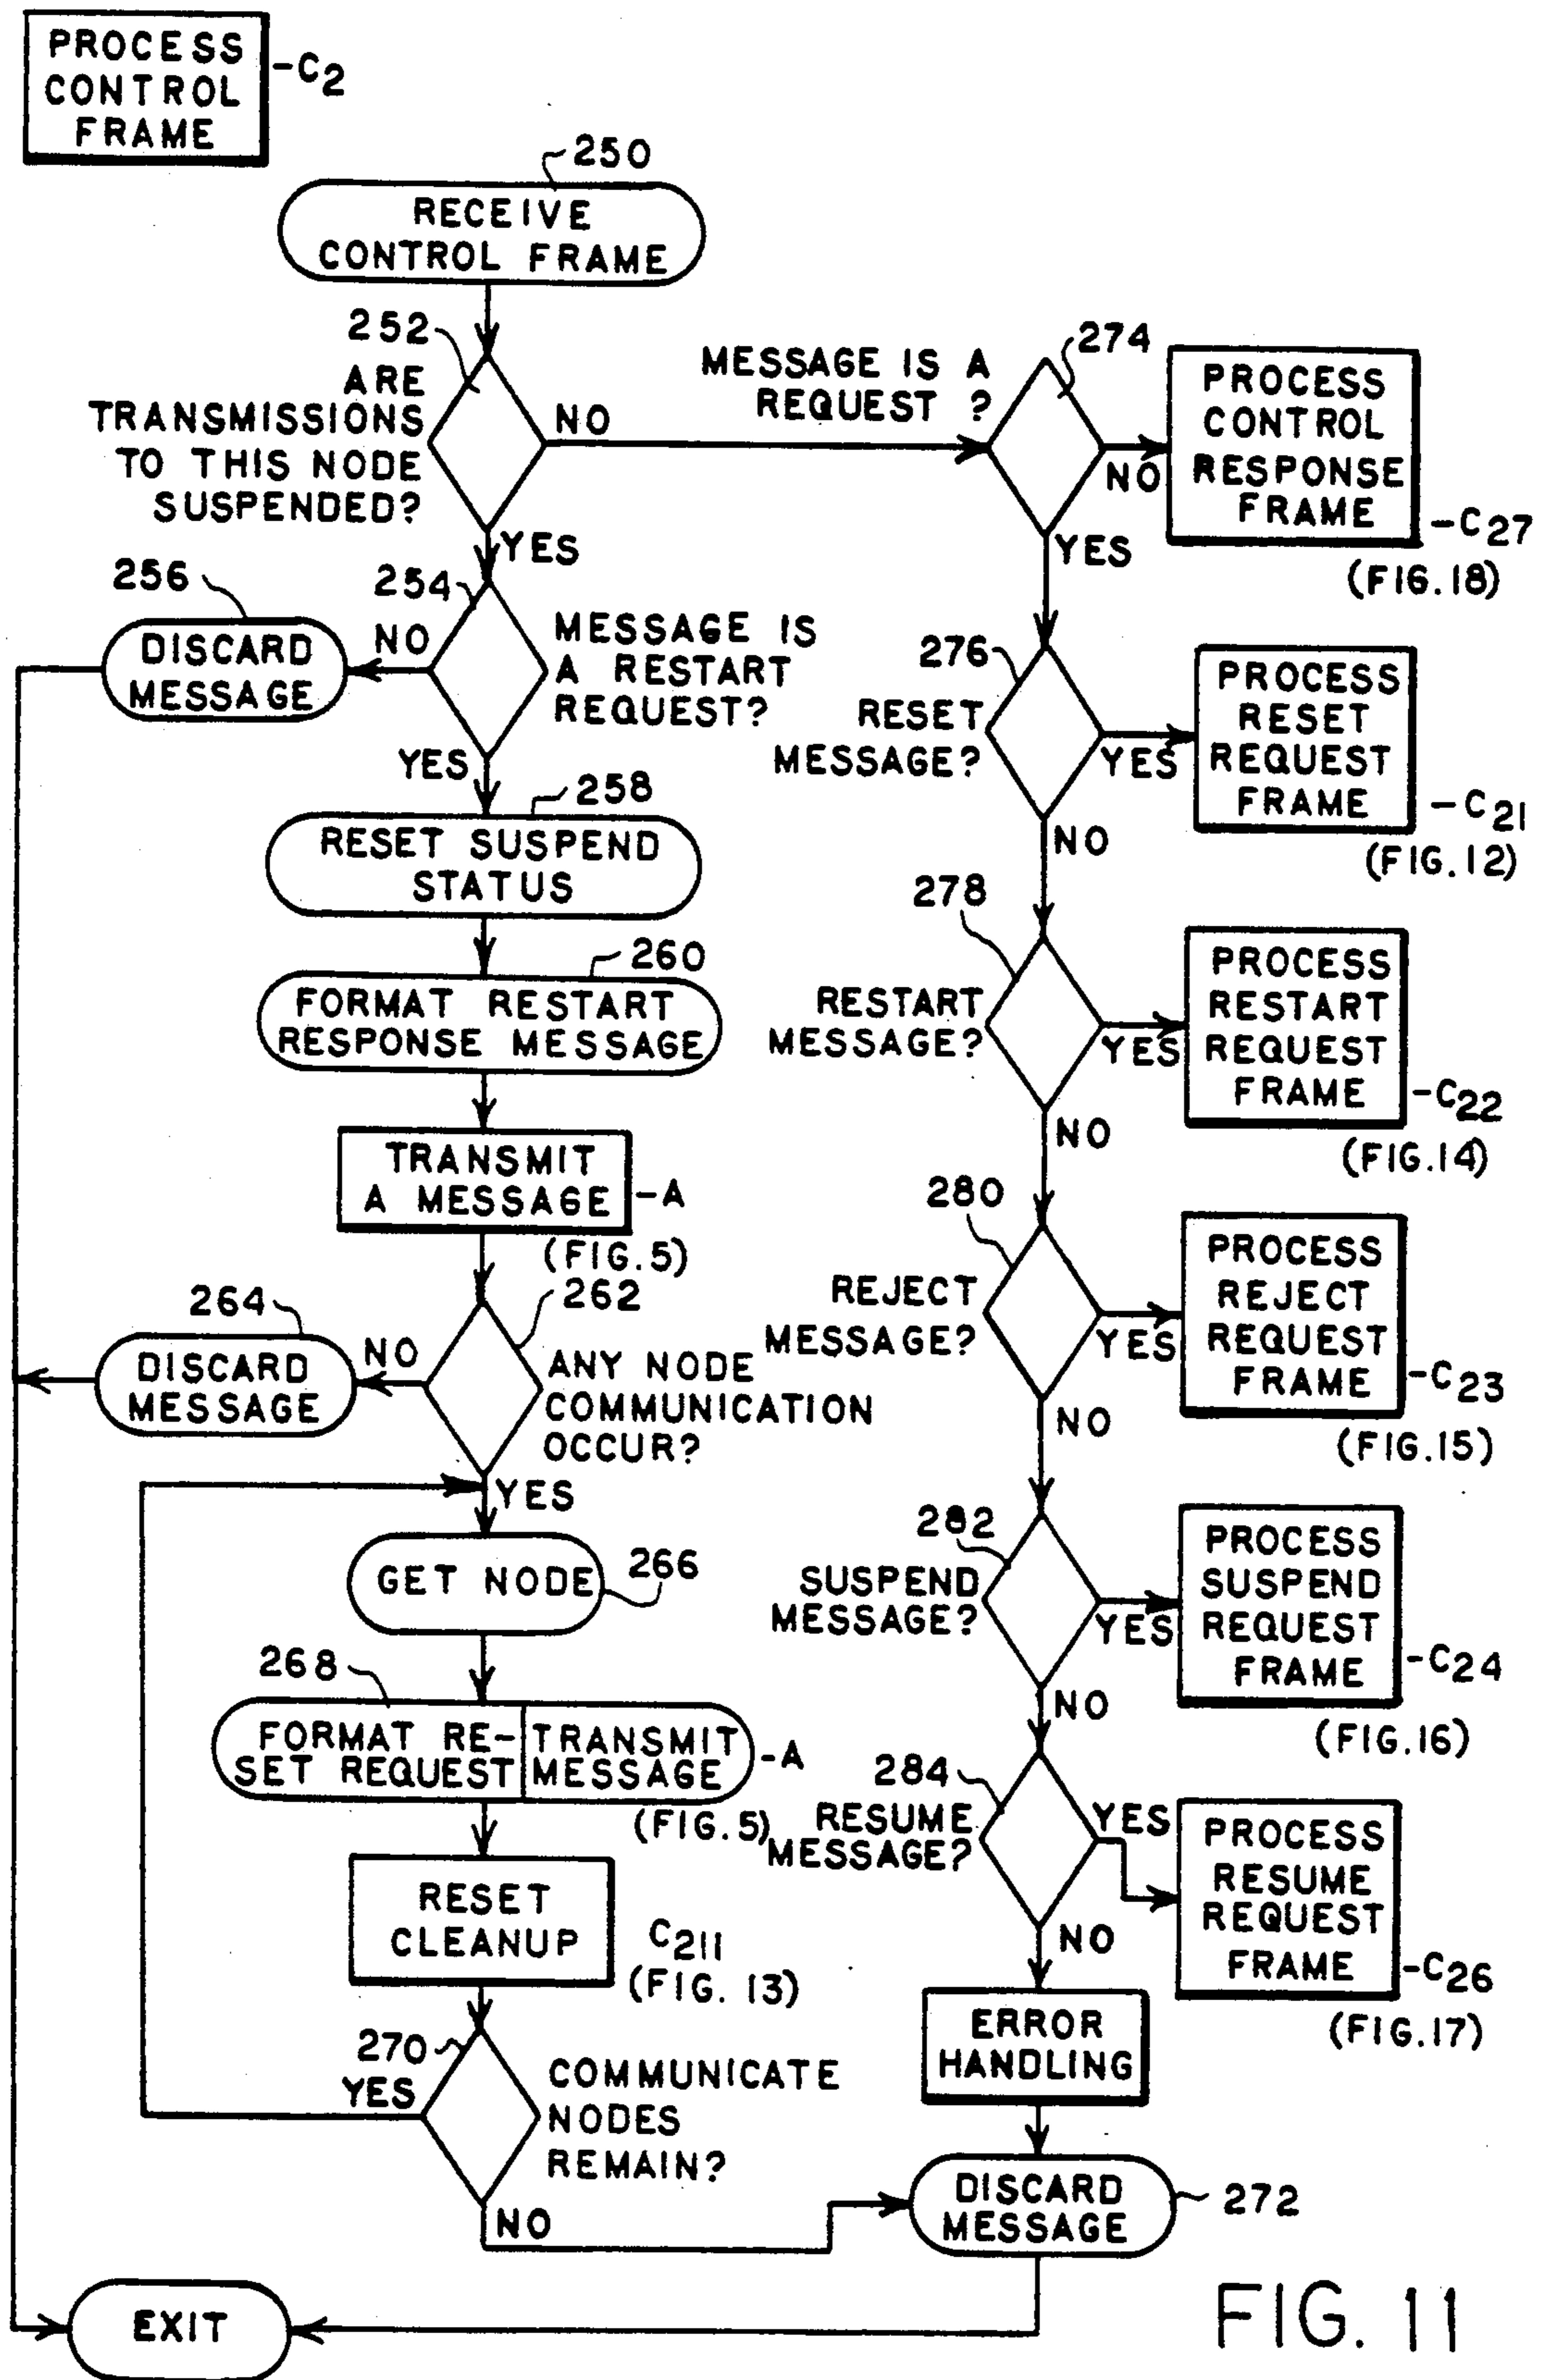 PROCESS
CONTROL
FRAME
-C2
250
RECEIVE
CONTROL FRAME
252
ARE
TRANSMISSIONS
TO THIS NODE
SUSPENDED?
NO
YES
MESSAGE IS A
REQUEST ?
274
NO
YES
PROCESS
CONTROL
RESPONSE
FRAME
-C27
(FIG.18)
256
DISCARD
MESSAGE
NO
254
MESSAGE IS
A RESTART
REQUEST?
YES
276
RESET
MESSAGE?
YES
NO
PROCESS
RESET
REQUEST
FRAME
-C21
(FIG.12)
258
RESET SUSPEND
STATUS
278
RESTART
MESSAGE?
YES
NO
PROCESS
RESTART
REQUEST
FRAME
-C22
(FIG.14)
260
FORMAT RESTART
RESPONSE MESSAGE
TRANSMIT
A MESSAGE
-A
(FIG.5)
280
REJECT
MESSAGE?
YES
NO
PROCESS
REJECT
REQUEST
FRAME
-C23
(FIG.15)
264
DISCARD
MESSAGE
NO
262
ANY NODE
COMMUNICATION
OCCUR?
YES
282
SUSPEND
MESSAGE?
YES
NO
PROCESS
SUSPEND
REQUEST
FRAME
-C24
(FIG.16)
GET NODE
266
268
FORMAT RE-
SET REQUEST
TRANSMIT
MESSAGE
-A
(FIG.5)
284
RESUME
MESSAGE?
YES
NO
PROCESS
RESUME
REQUEST
FRAME
-C26
(FIG.17)
RESET
CLEANUP
C211
(FIG. 13)
ERROR
HANDLING
270
YES
COMMUNICATE
NODES
REMAIN?
NO
DISCARD
MESSAGE
272
EXIT
FIG. 11